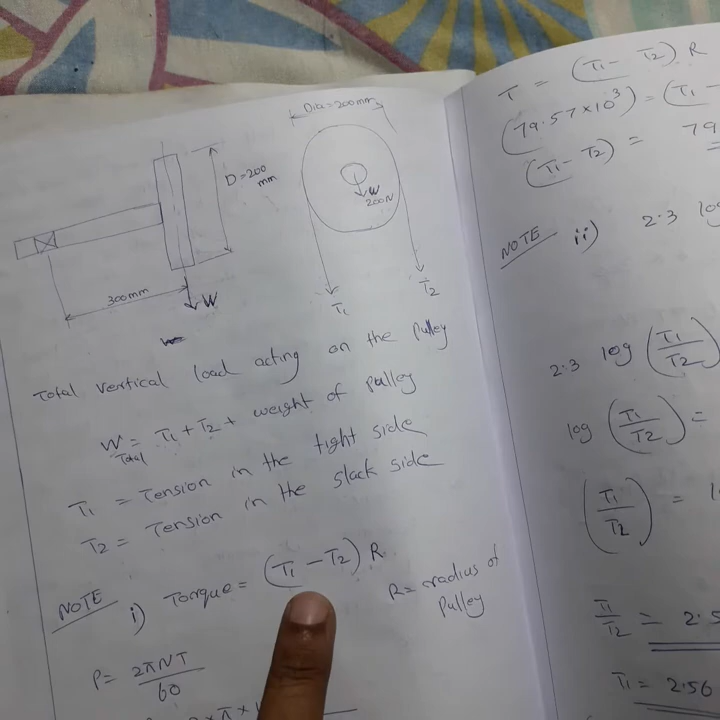 Dia = 200mm
D = 200 mm
W 200N
300mm
W
T1
T2
Total vertical load acting on the pulley
W Total = T1 + T2 + weight of pulley
T1 = Tension in the tight side
T2 = Tension in the slack side
NOTE i) Torque = (T1 - T2) R
R = radius of pulley
P = 2πNT / 60
T = (T1 - T2) R
(79.57 × 10³) = (T1 -
(T1 - T2) = 79
NOTE ii) 2.3 log
2.3 log (T1/T2)
log (T1/T2) =
(T1/T2) =
T1/T2 = 2.5
T1 = 2.56